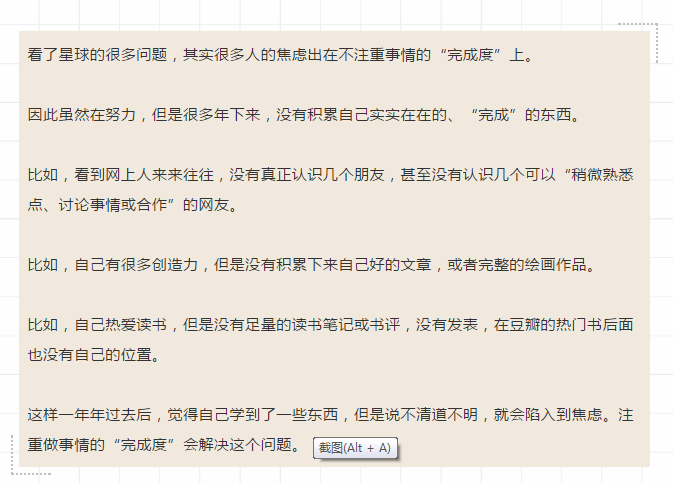 看了星球的很多问题，其实很多人的焦虑出在不注重事情的“完成度”上。
因此虽然在努力，但是很多年下来，没有积累自己实实在在的、“完成”的东西。
比如，看到网上人来来往往，没有真正认识几个朋友，甚至没有认识几个可以“稍微熟悉
点、讨论事情或合作”的网友。
比如，自己有很多创造力，但是没有积累下来自己好的文章，或者完整的绘画作品。
比如，自己热爱读书，但是没有足量的读书笔记或书评，没有发表，在豆瓣的热门书后面
也没有自己的位置。
这样一年年过去后，觉得自己学到了一些东西，但是说不清道不明，就会陷入到焦虑。注
重做事情的“完成度”会解决这个问题。
截图(Alt + A)